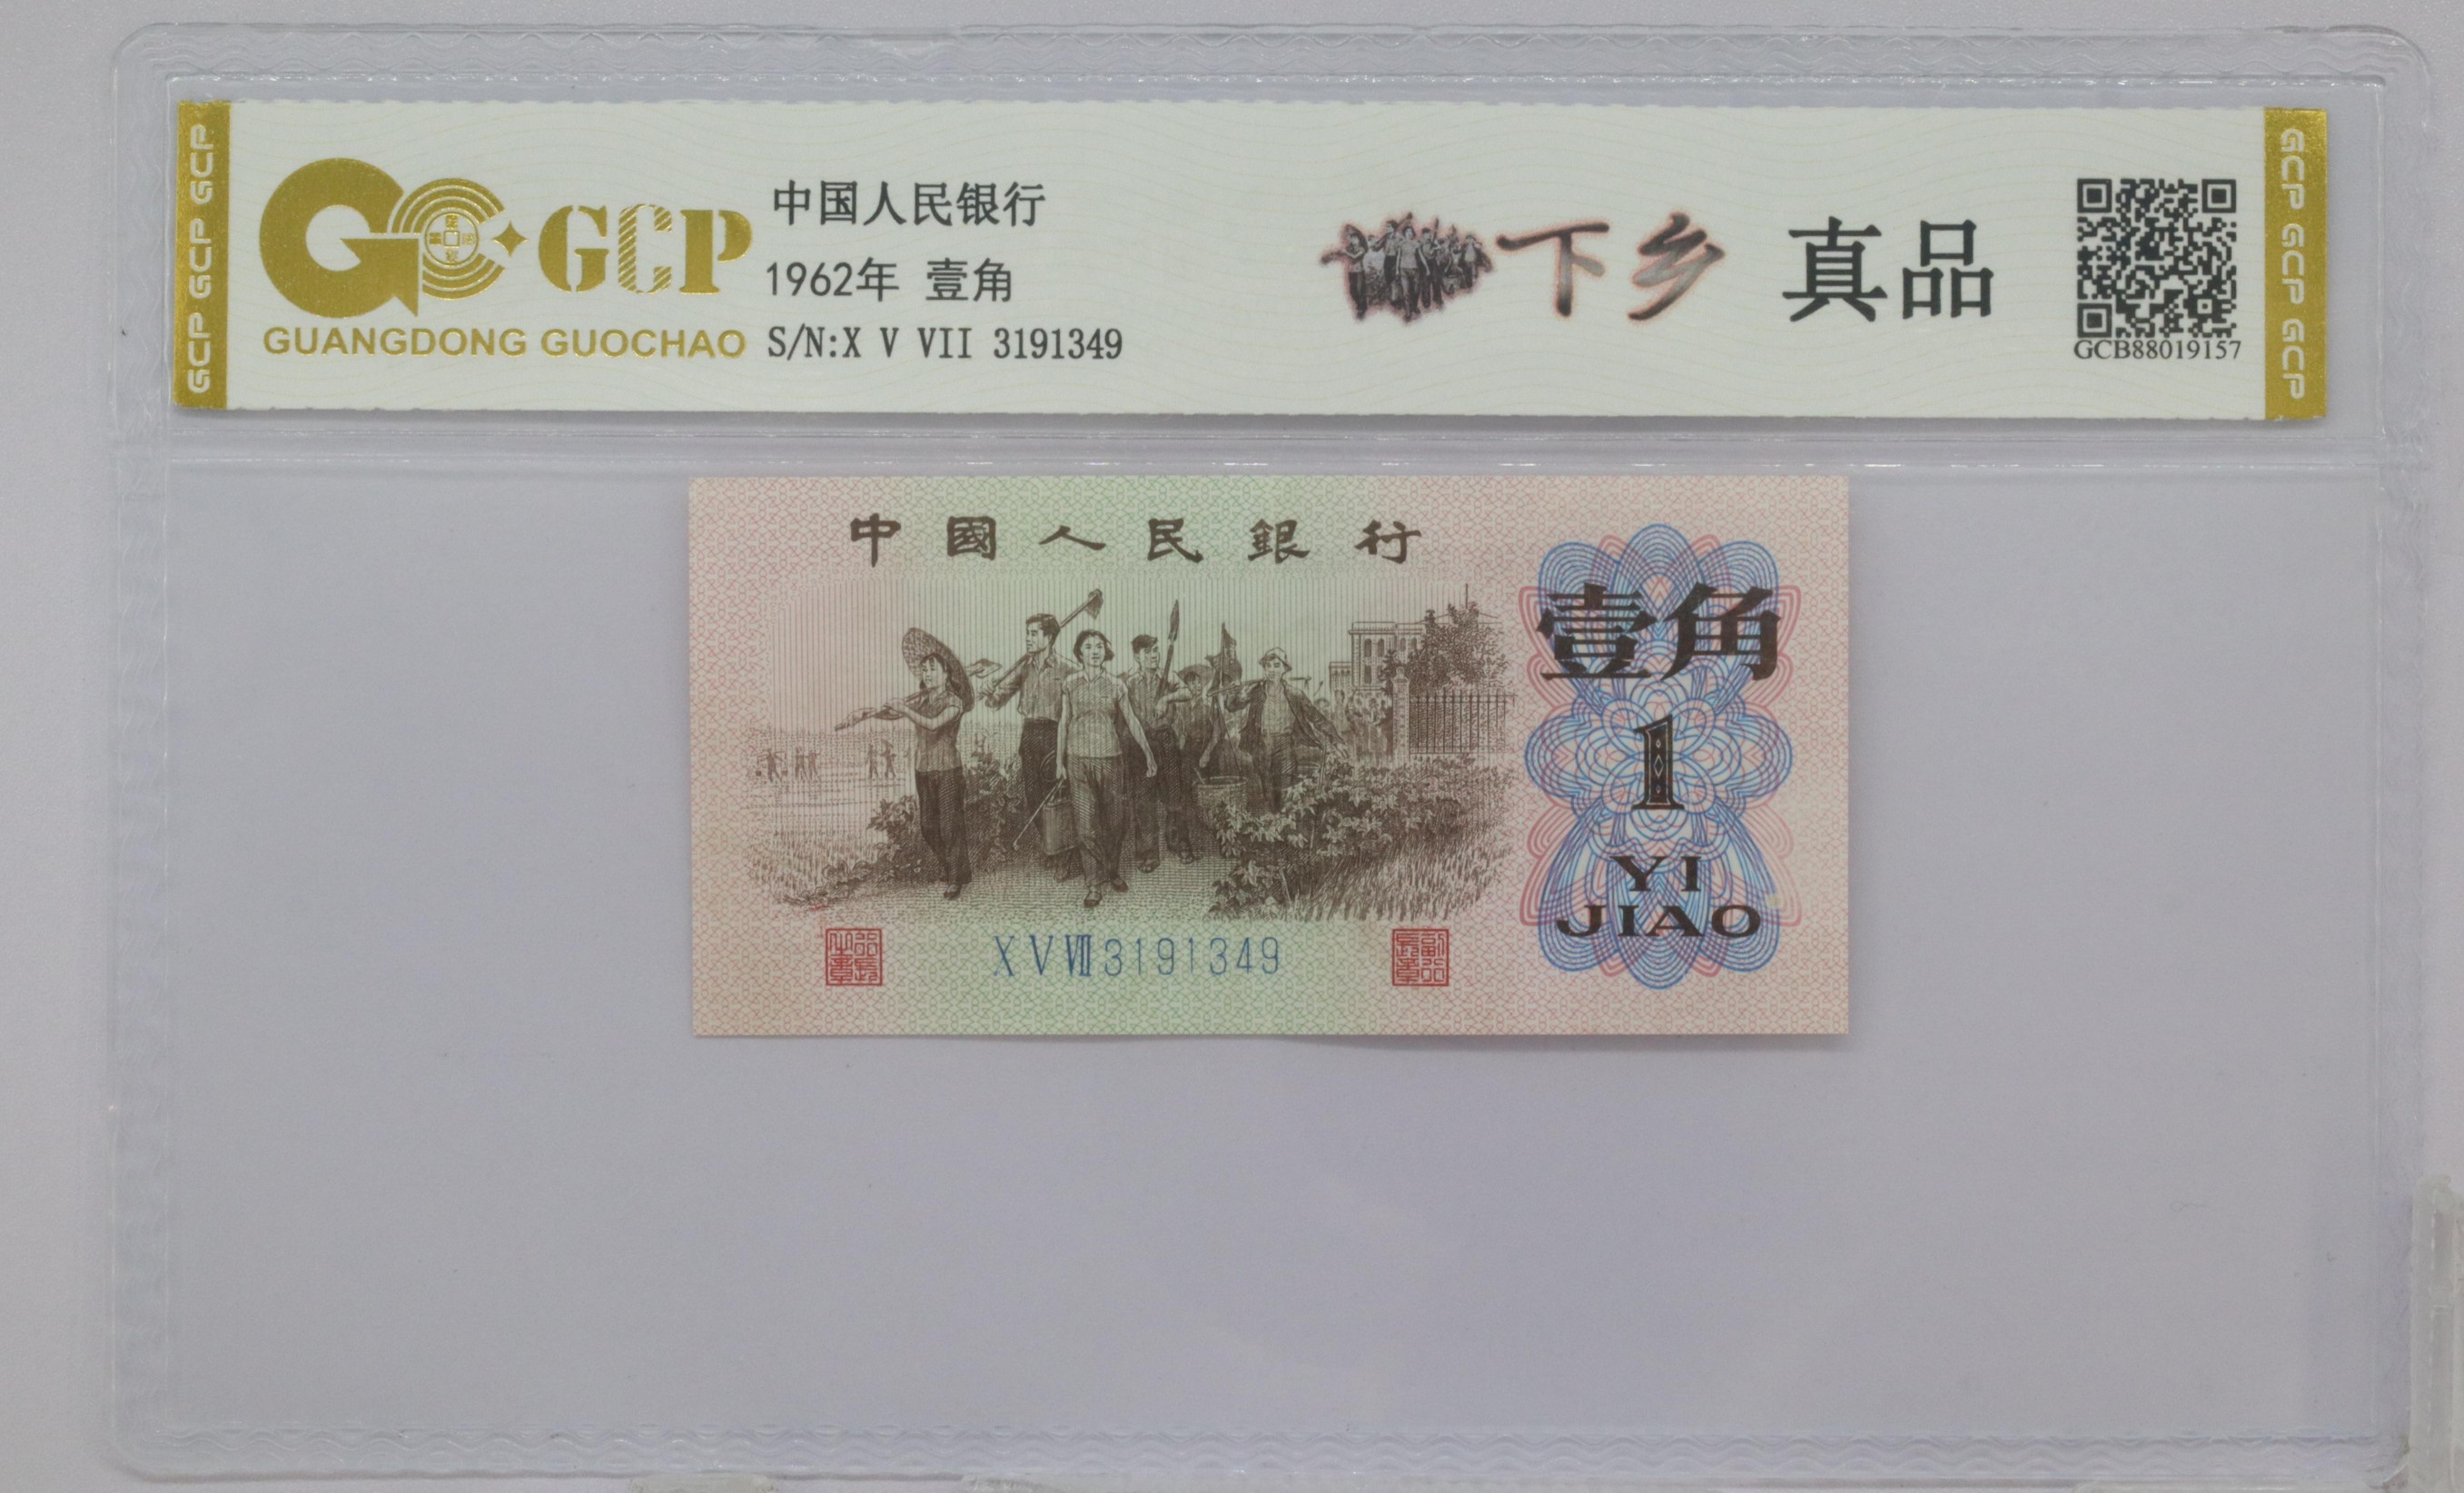 GCP GCP GCP
GCP
GUANGDONG GUOCHAO
中国人民银行
1962年 壹角
S/N:X V VII 3191349
下乡 真品
GCB88019157
GCP GCP GCP
中國人民銀行
壹角
1
YI
JIAO
X V Ⅶ 3191349